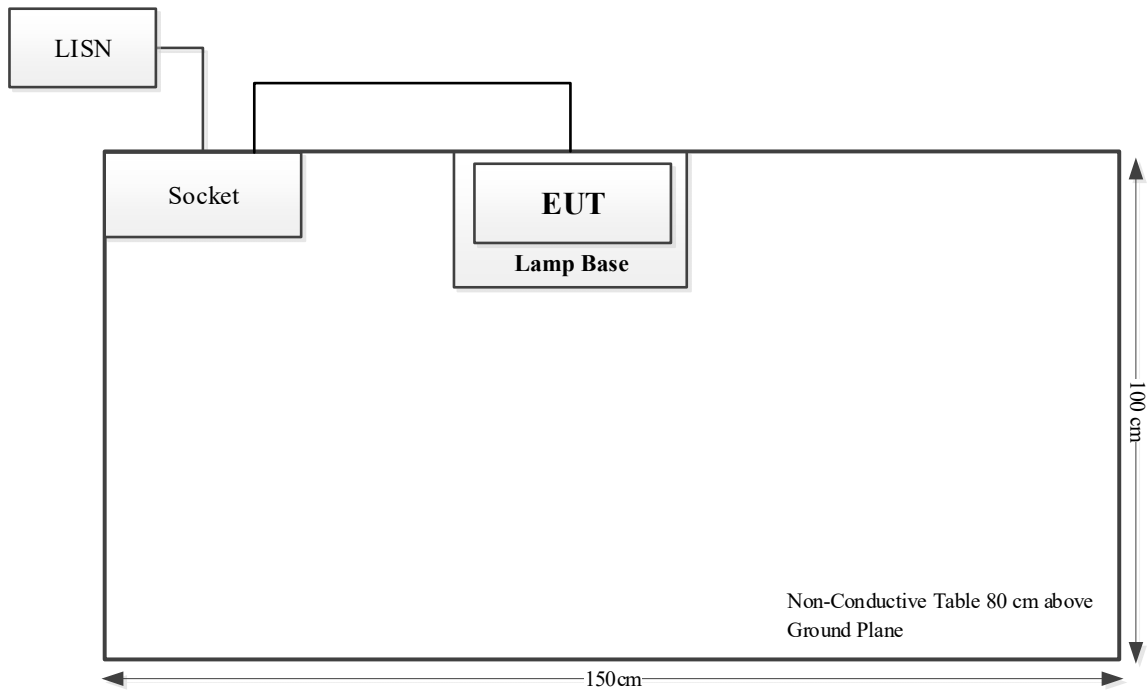 LISN
Socket
EUT
Lamp Base
100 cm
Non-Conductive Table 80 cm above
Ground Plane
150cm